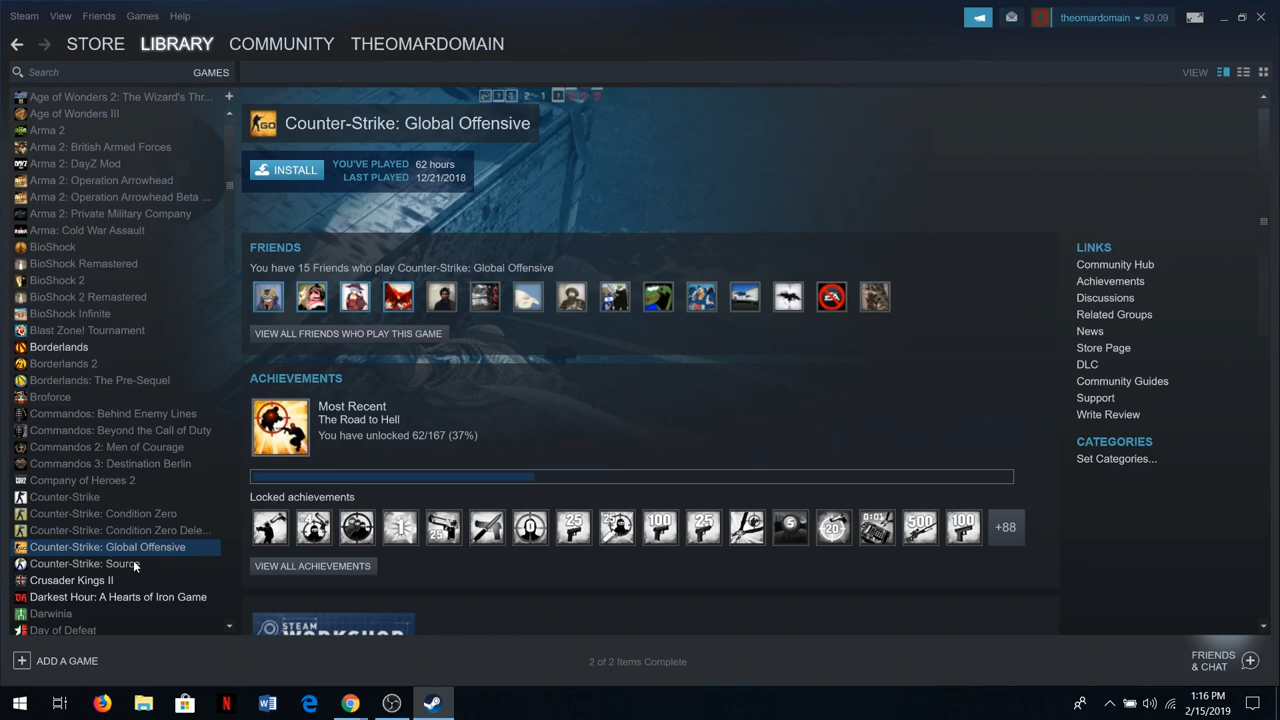 Steam View Friends Games Help
theomardomain $0.09
STORE LIBRARY COMMUNITY THEOMARDOMAIN
Search GAMES
VIEW
Age of Wonders 2: The Wizard's Thr...
Age of Wonders III
Arma 2
Arma 2: British Armed Forces
Arma 2: DayZ Mod
Arma 2: Operation Arrowhead
Arma 2: Operation Arrowhead Beta ...
Arma 2: Private Military Company
Arma: Cold War Assault
BioShock
BioShock Remastered
BioShock 2
BioShock 2 Remastered
BioShock Infinite
Blast Zone! Tournament
Borderlands
Borderlands 2
Borderlands: The Pre-Sequel
Broforce
Commandos: Behind Enemy Lines
Commandos: Beyond the Call of Duty
Commandos 2: Men of Courage
Commandos 3: Destination Berlin
Company of Heroes 2
Counter-Strike
Counter-Strike: Condition Zero
Counter-Strike: Condition Zero Dele...
Counter-Strike: Global Offensive
Counter-Strike: Source
Crusader Kings II
Darkest Hour: A Hearts of Iron Game
Darwinia
Day of Defeat
ADD A GAME
Counter-Strike: Global Offensive
INSTALL
YOU'VE PLAYED 62 hours
LAST PLAYED 12/21/2018
FRIENDS
You have 15 Friends who play Counter-Strike: Global Offensive
VIEW ALL FRIENDS WHO PLAY THIS GAME
ACHIEVEMENTS
Most Recent
The Road to Hell
You have unlocked 62/167 (37%)
Locked achievements
+88
VIEW ALL ACHIEVEMENTS
STEAM
WORKSHOP
LINKS
Community Hub
Achievements
Discussions
Related Groups
News
Store Page
DLC
Community Guides
Support
Write Review
CATEGORIES
Set Categories...
2 of 2 Items Complete
FRIENDS
& CHAT
1:16 PM
2/15/2019